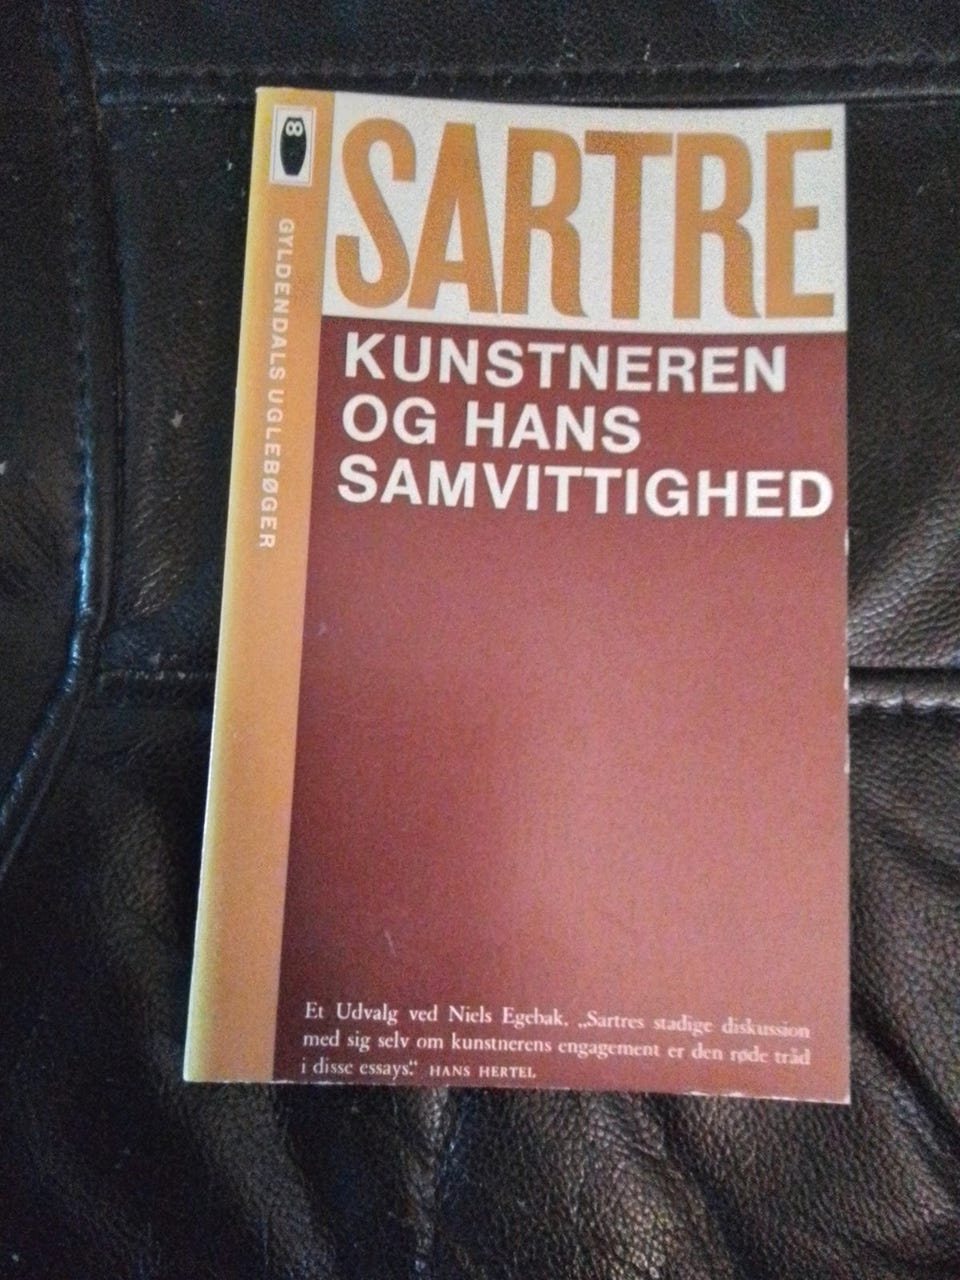 GYLDENDALS UGLEBØGER
SARTRE
KUNSTNEREN
OG HANS
SAMVITTIGHED
Et Udvalg ved Niels Egebak. „Sartres stadige diskussion
med sig selv om kunstnerens engagement er den røde tråd
i disse essays.“ HANS HERTEL